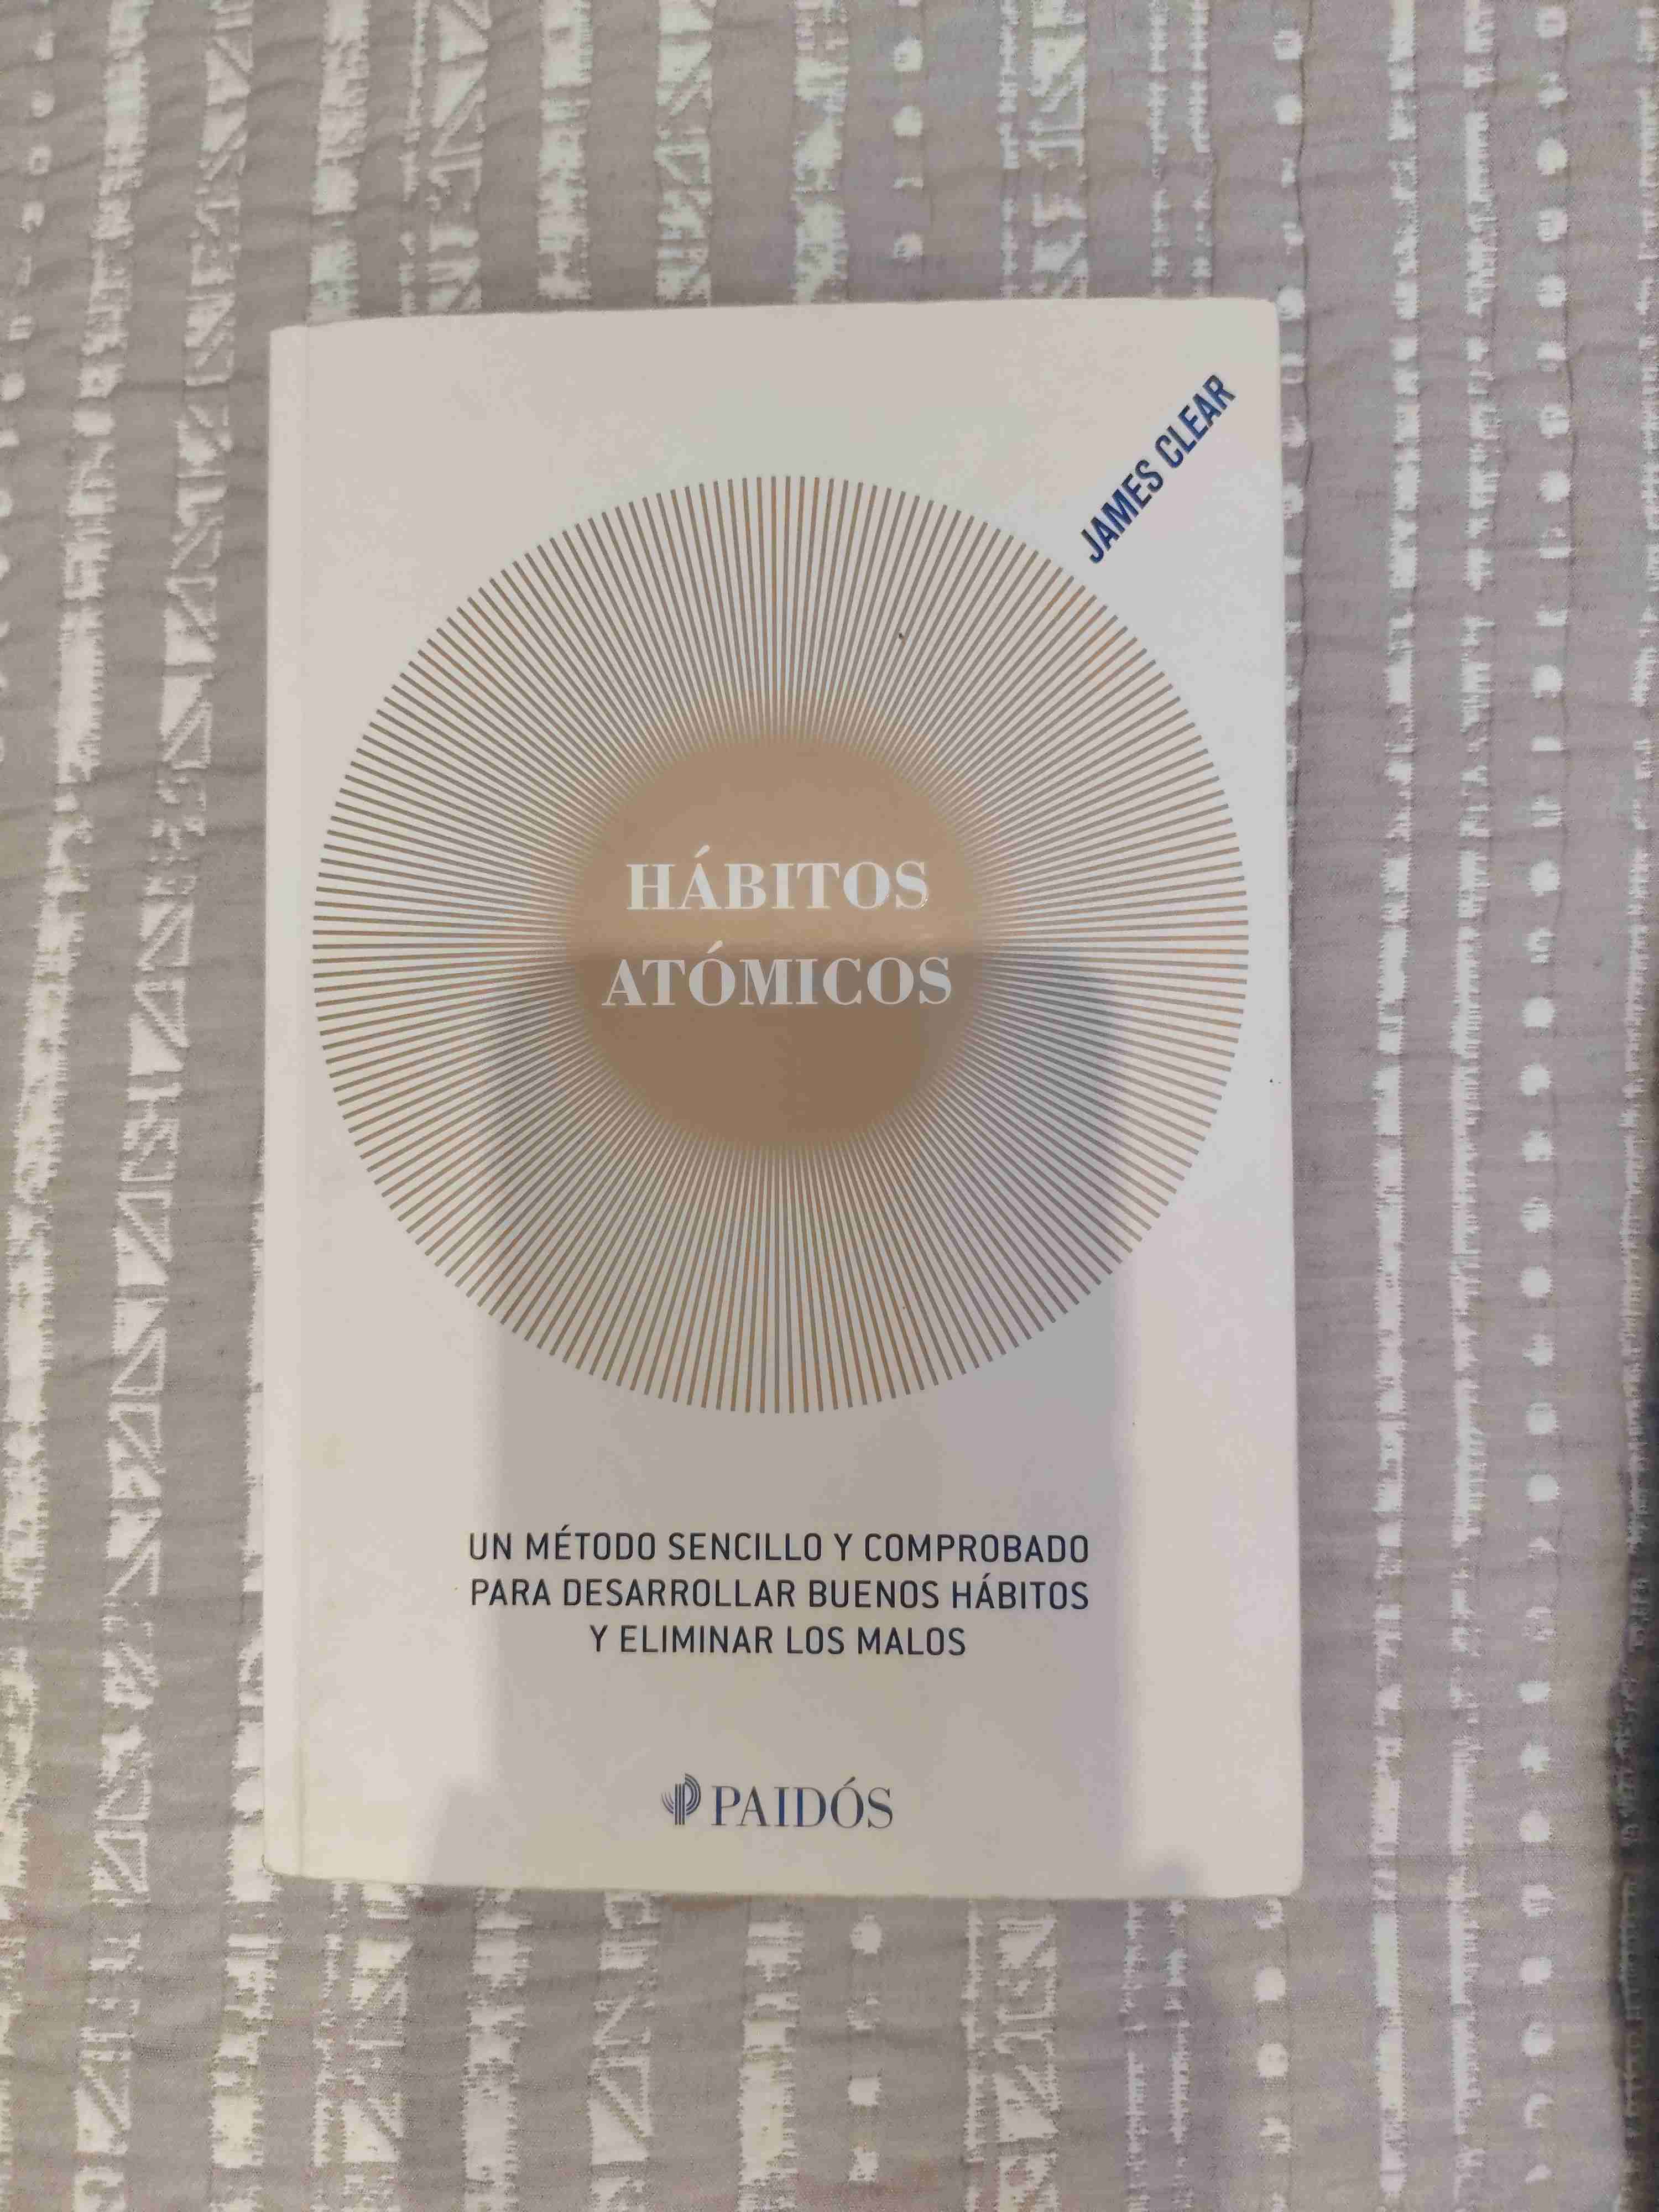 JAMES CLEAR
HÁBITOS
ATÓMICOS
UN MÉTODO SENCILLO Y COMPROBADO
PARA DESARROLLAR BUENOS HÁBITOS
Y ELIMINAR LOS MALOS
PAIDÓS